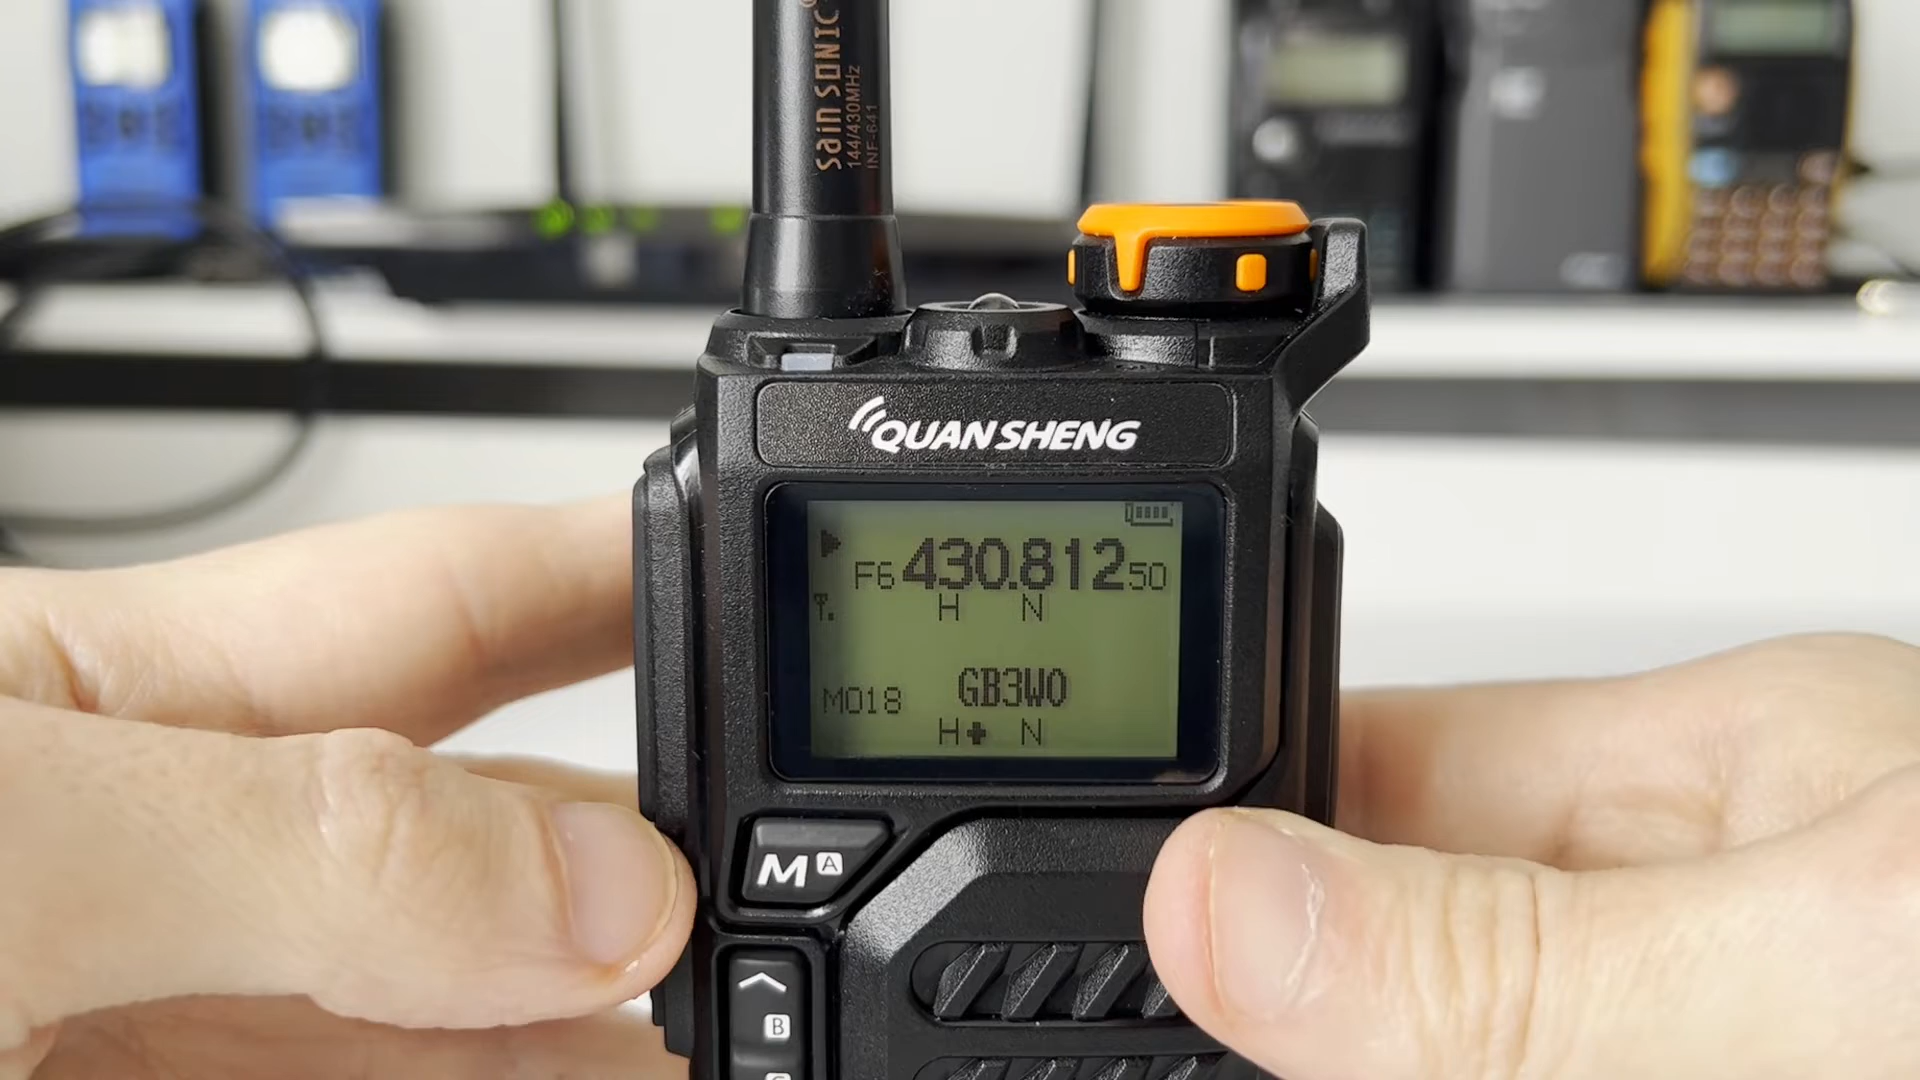 Sain SONIC
144/430MHz
INF-641
QUANSHENG
F6 430.812 50
H N
M018 GB3WO
H+ N
M A
B